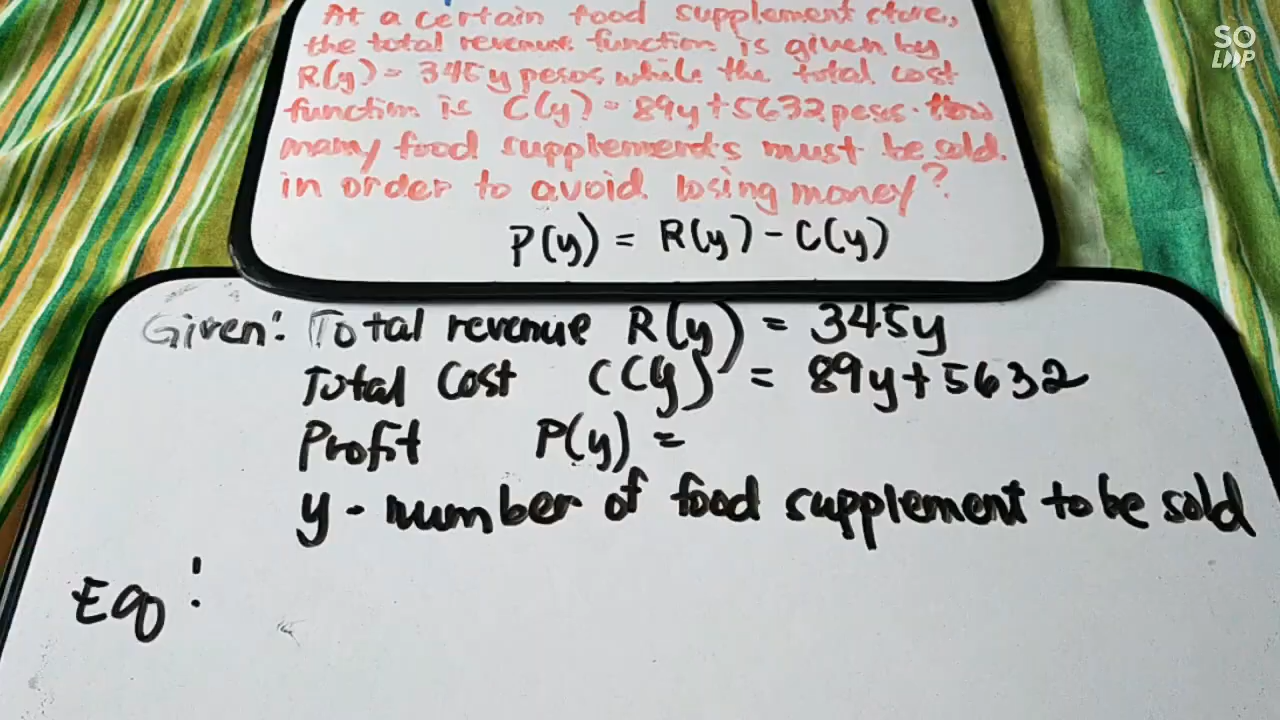 SO
LOOP
At a certain food supplement store,
the total revenue function is given by
R(y) = 345y pesos while the total cost
function is C(y) = 89y+5632 pesos. How
many food supplements must be sold
in order to avoid losing money?
P(y) = R(y) - C(y)
Given: Total revenue R(y) = 345y
Total Cost C(y) = 89y+5632
Profit P(y) =
y - number of food supplement to be sold
Eq: